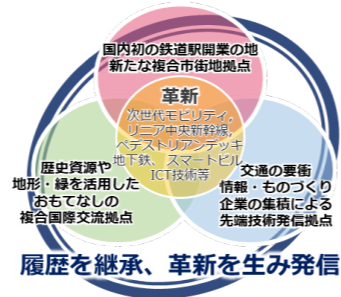 国内初の鉄道駅開業の地
新たな複合市街地拠点
革新
次世代モビリティ,
リニア中央新幹線,
ペデストリアンデッキ
地下鉄、スマートビル
ICT技術等
歴史資源や
地形・緑を活用した
おもてなしの
複合国際交流拠点
交通の要衝
情報・ものづくり
企業の集積による
先端技術発信拠点
履歴を継承、革新を生み発信